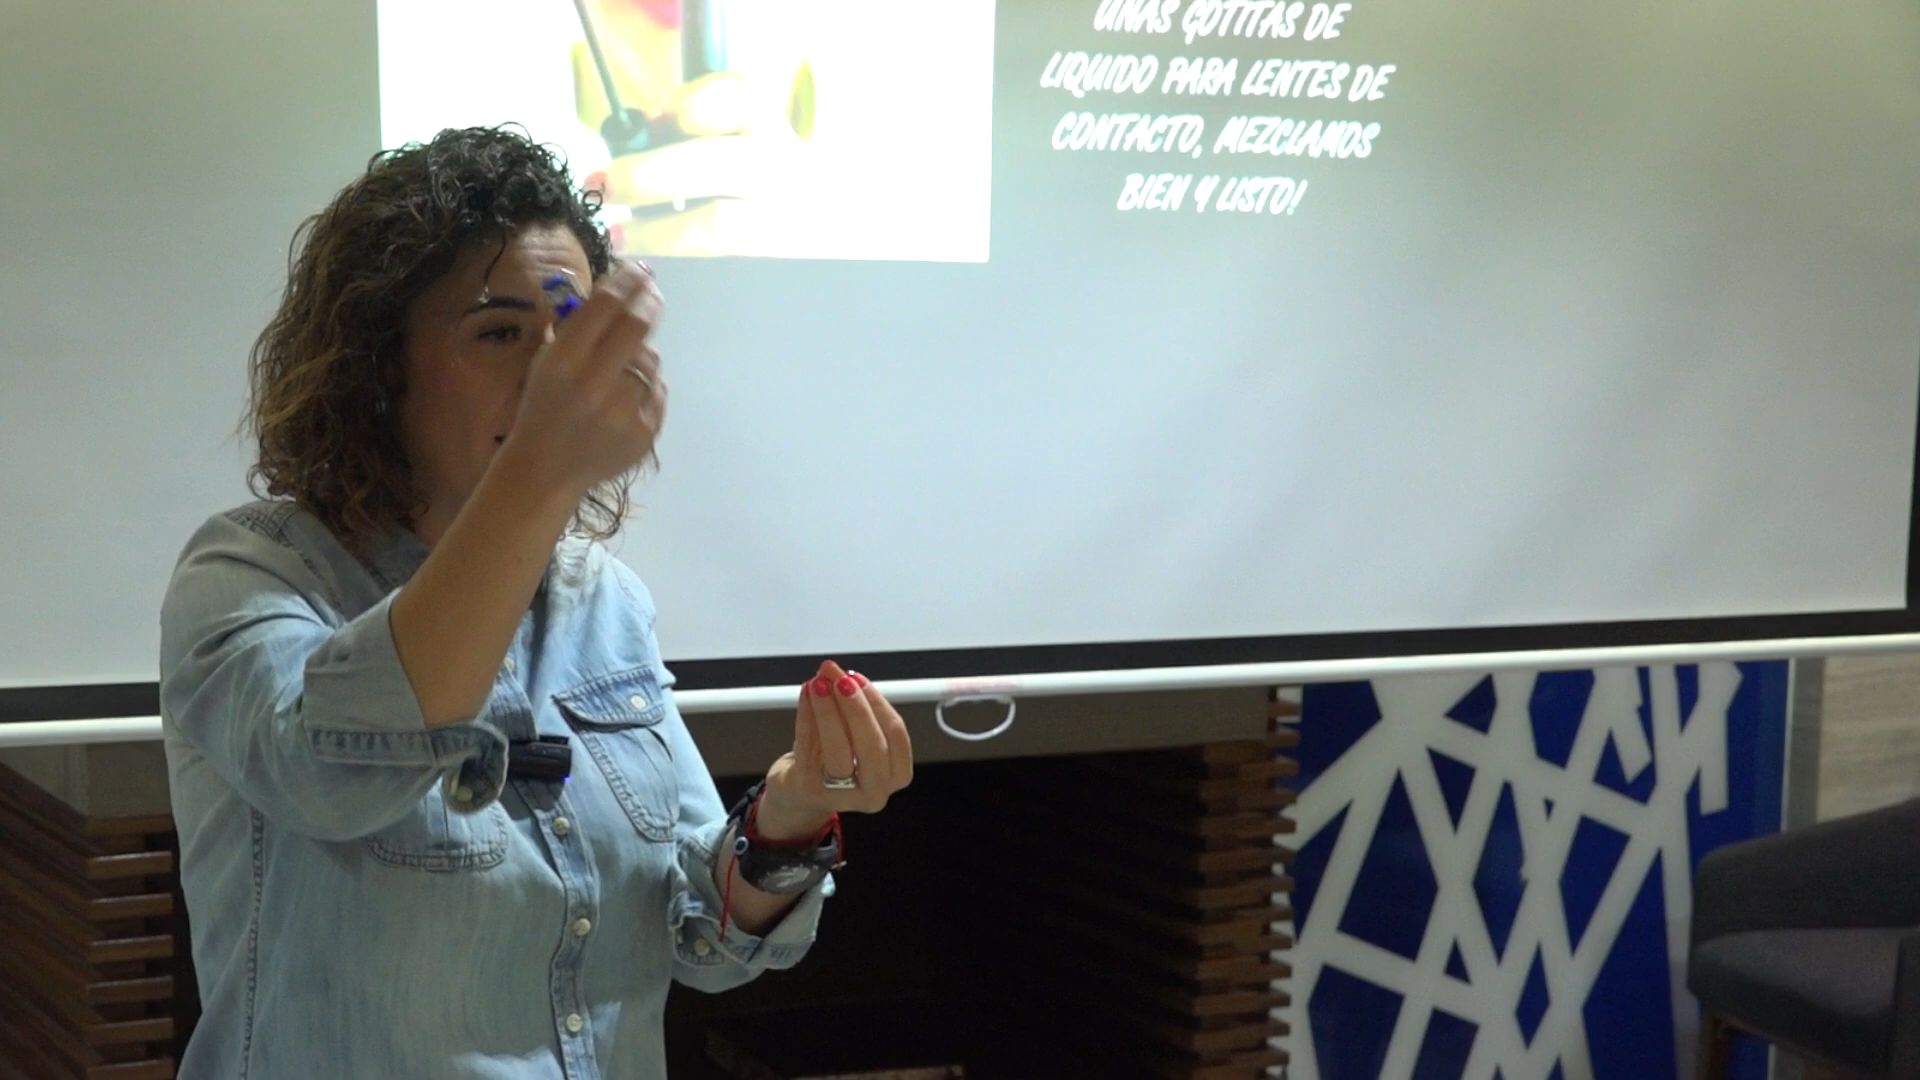 UNAS GOTITAS DE
LIQUIDO PARA LENTES DE
CONTACTO, MEZCLAMOS
BIEN Y LISTO!